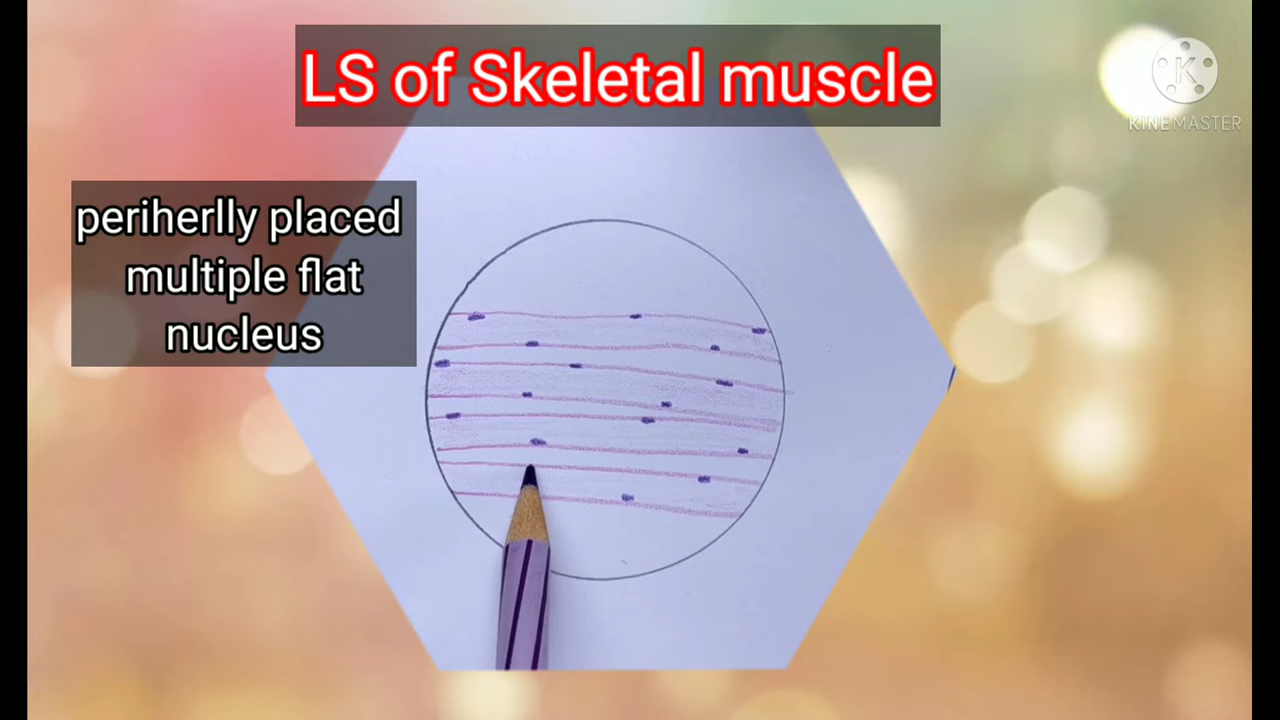 LS of Skeletal muscle
K
KINEMASTER
periherlly placed
multiple flat
nucleus